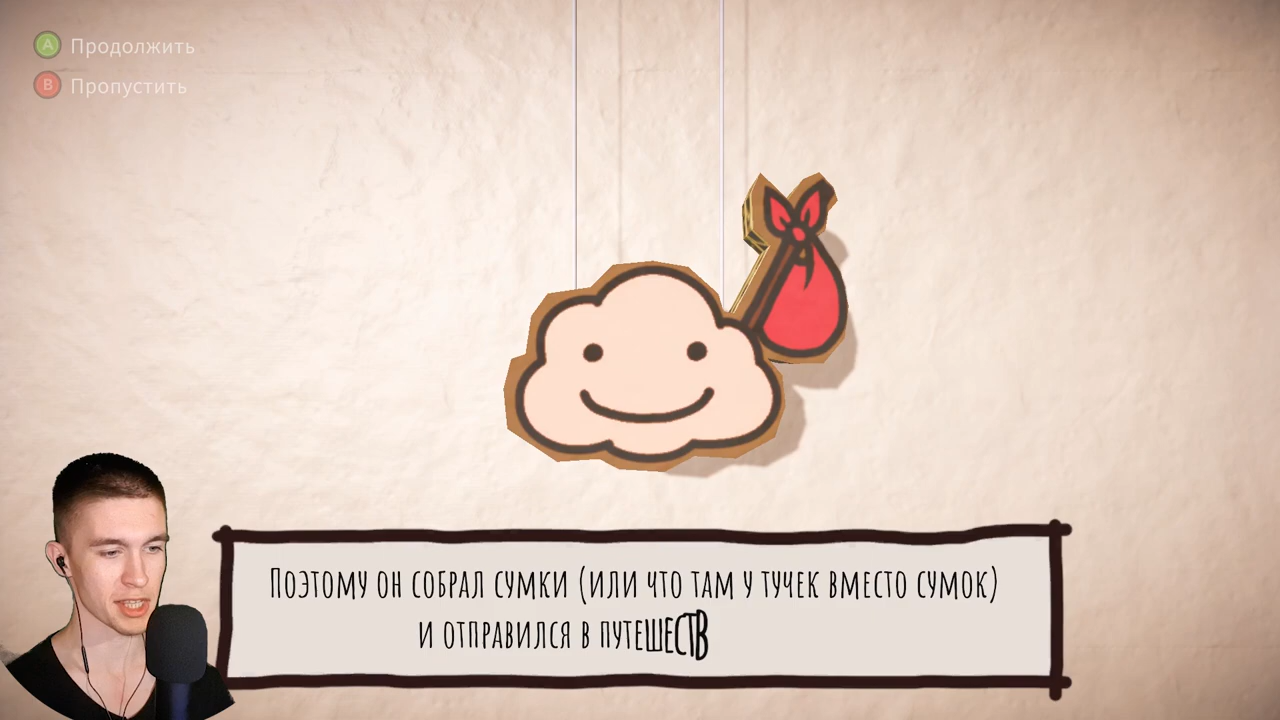 A Продолжить
B Пропустить
Поэтому он собрал сумки (или что там у тучек вместо сумок)
и отправился в путешеств